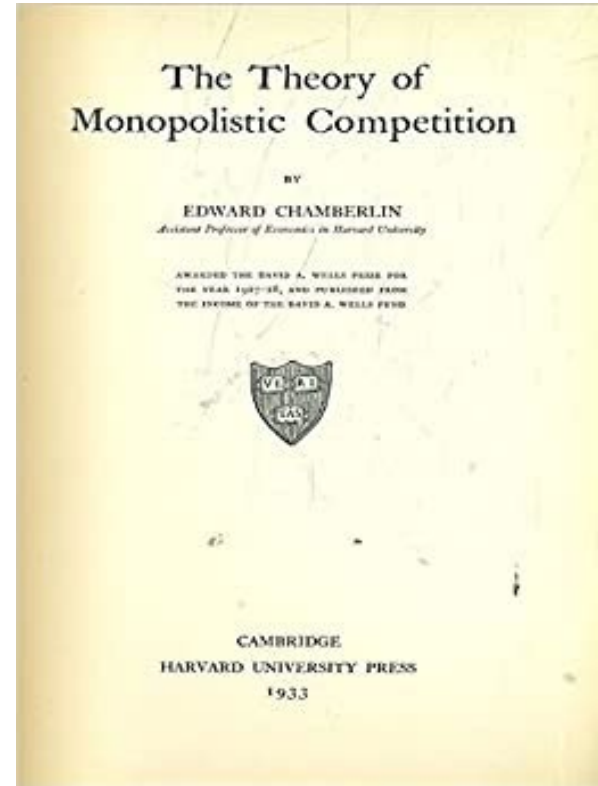 The Theory of
Monopolistic Competition
BY
EDWARD CHAMBERLIN
Assistant Professor of Economics in Harvard University
AWARDED THE DAVID A. WELLS PRIZE FOR
THE YEAR 1927-28, AND PUBLISHED FROM
THE INCOME OF THE DAVID A. WELLS FUND
VE RI
TAS
CAMBRIDGE
HARVARD UNIVERSITY PRESS
1933